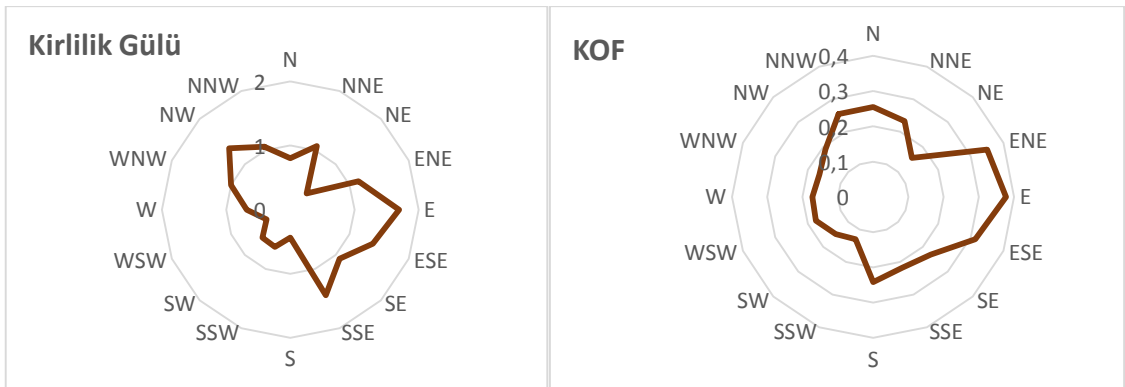 Kirlilik Gülü
N
NNE
NE
ENE
E
ESE
SE
SSE
S
SSW
SW
WSW
W
WNW
NW
NNW
2
1
0
KOF
N
NNE
NE
ENE
E
ESE
SE
SSE
S
SSW
SW
WSW
W
WNW
NW
NNW
0,4
0,3
0,2
0,1
0